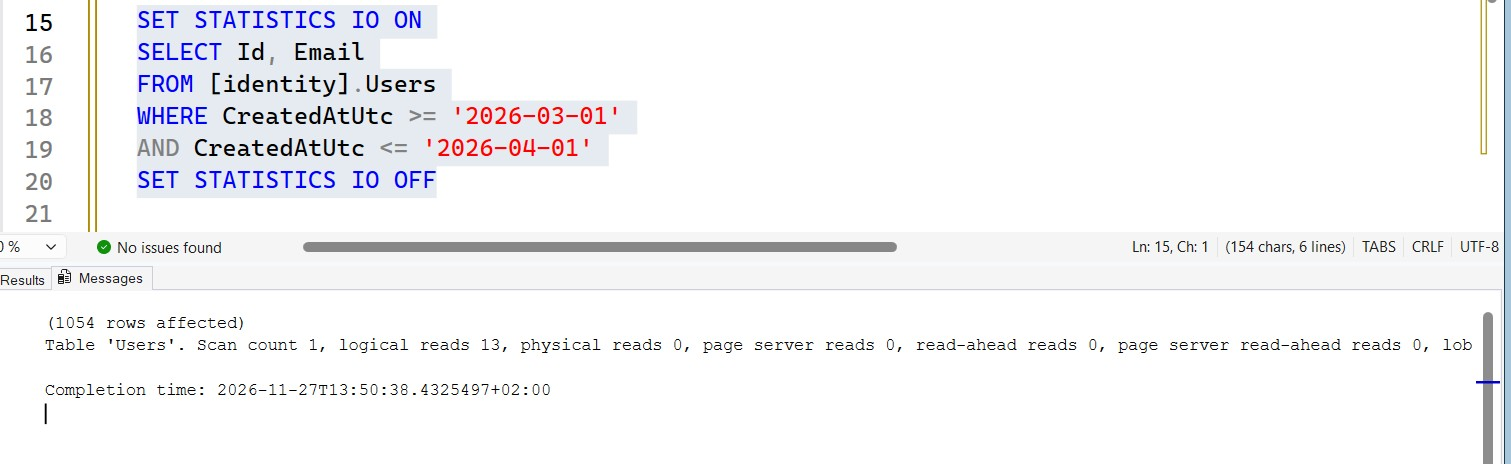 15 SET STATISTICS IO ON
16 SELECT Id, Email
17 FROM [identity].Users
18 WHERE CreatedAtUtc >= '2026-03-01'
19 AND CreatedAtUtc <= '2026-04-01'
20 SET STATISTICS IO OFF
21
0 % No issues found Ln: 15, Ch: 1 (154 chars, 6 lines) TABS CRLF UTF-8
Results Messages
(1054 rows affected)
Table 'Users'. Scan count 1, logical reads 13, physical reads 0, page server reads 0, read-ahead reads 0, page server read-ahead reads 0, lob
Completion time: 2026-11-27T13:50:38.4325497+02:00